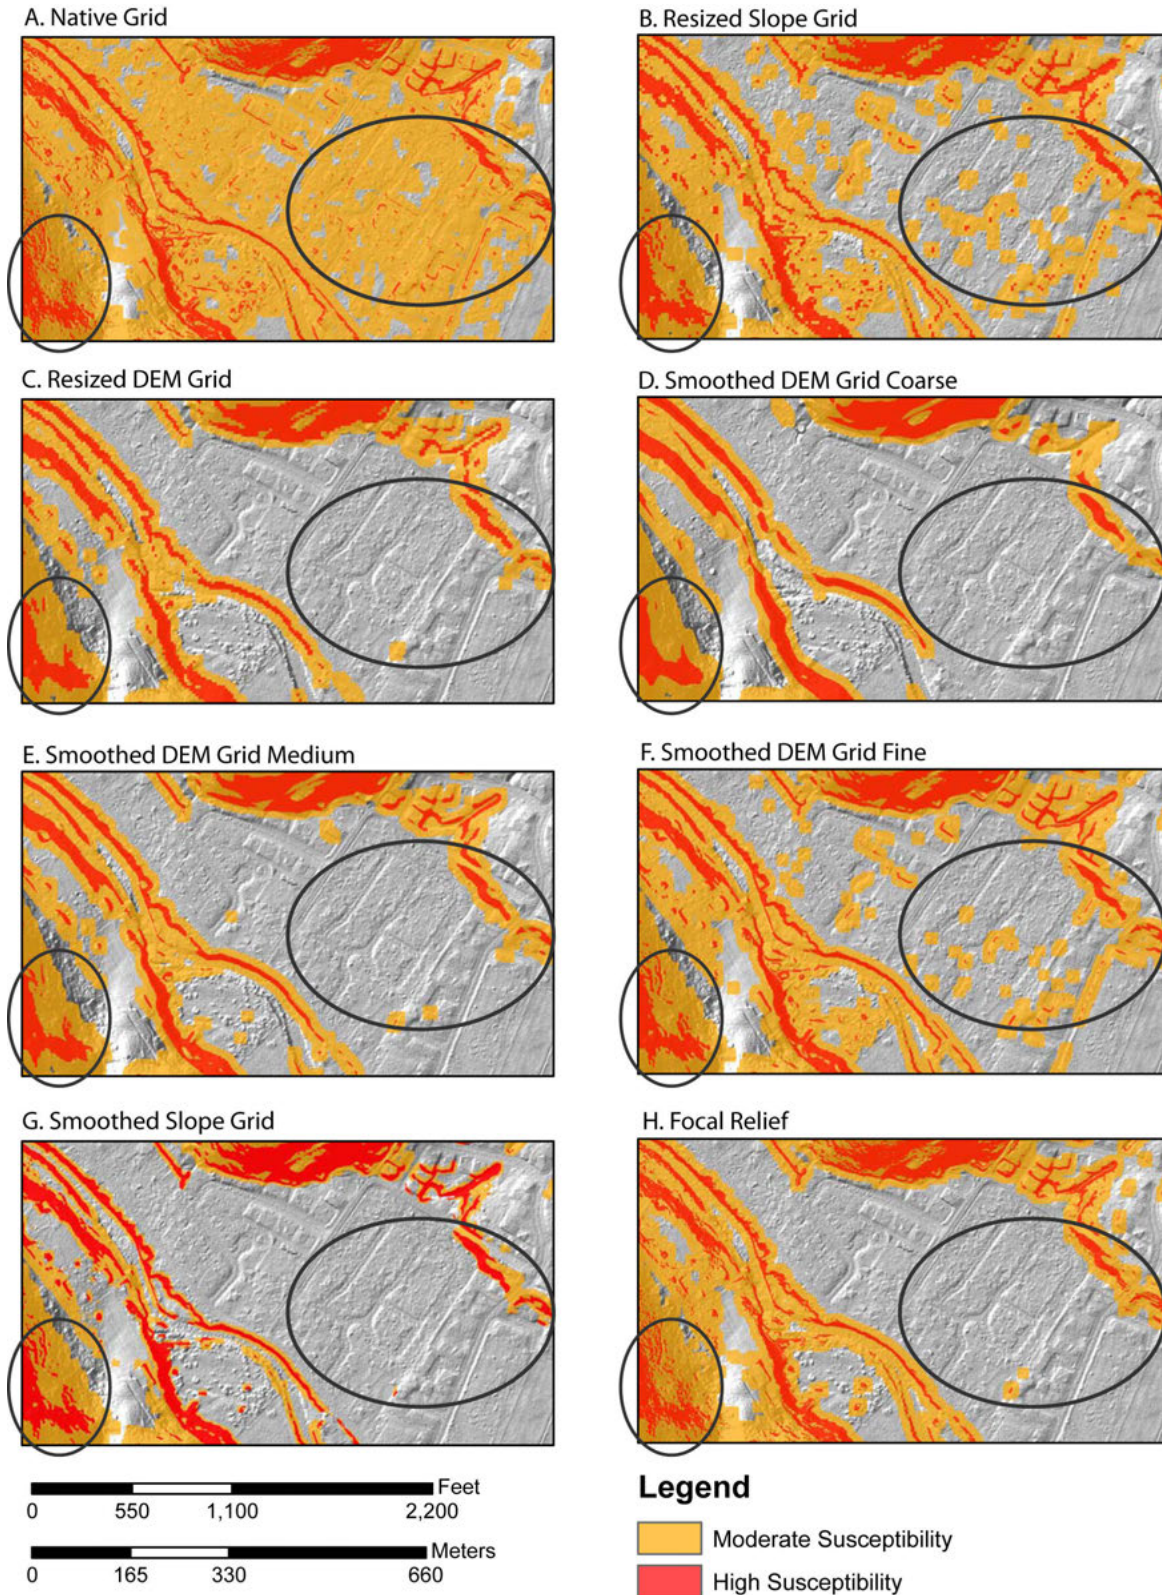 A. Native Grid
B. Resized Slope Grid
C. Resized DEM Grid
D. Smoothed DEM Grid Coarse
E. Smoothed DEM Grid Medium
F. Smoothed DEM Grid Fine
G. Smoothed Slope Grid
H. Focal Relief
Feet
0 550 1,100 2,200
Meters
0 165 330 660
Legend
Moderate Susceptibility
High Susceptibility